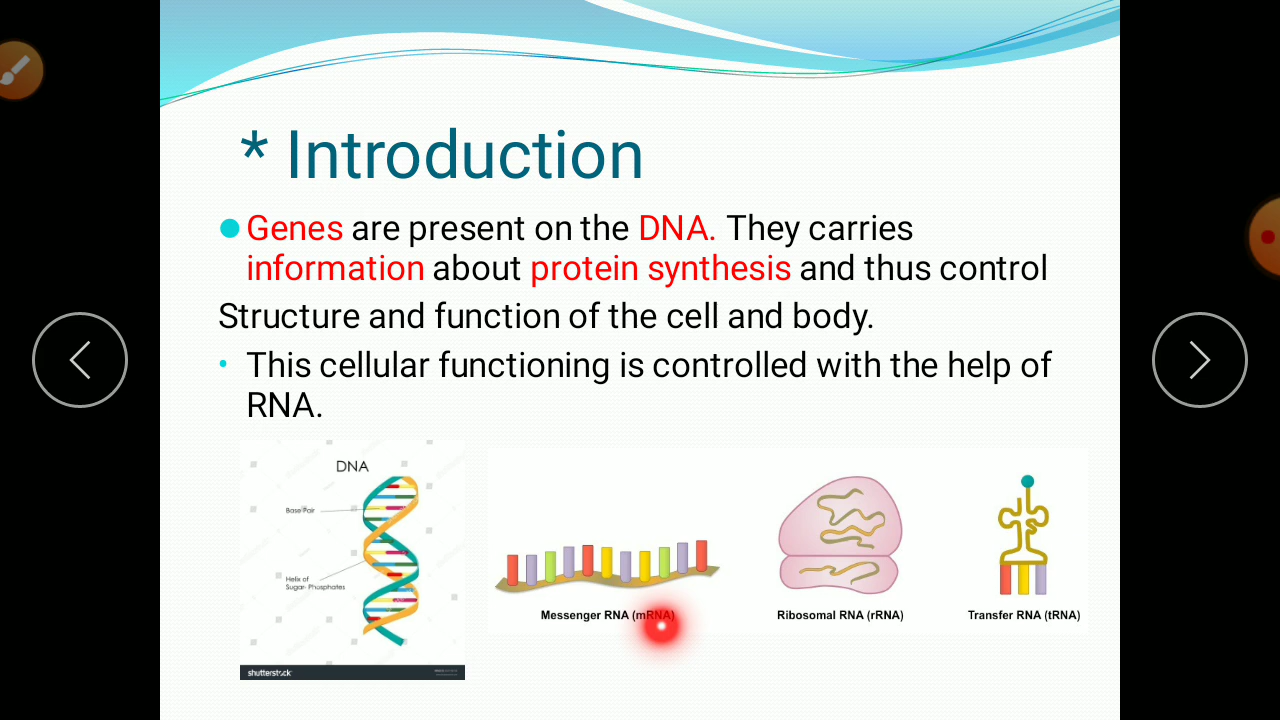 * Introduction
Genes are present on the DNA. They carries
information about protein synthesis and thus control
Structure and function of the cell and body.
• This cellular functioning is controlled with the help of
RNA.
DNA
Base Pair
Helix of
Sugar- Phosphates
Messenger RNA (mRNA)
Ribosomal RNA (rRNA)
Transfer RNA (tRNA)
shutterstock